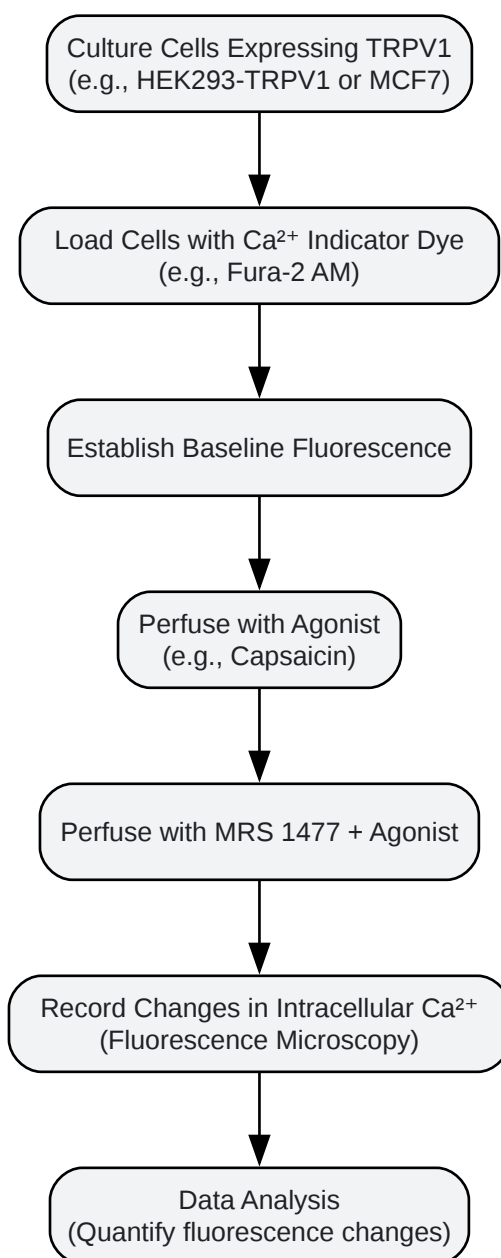 Culture Cells Expressing TRPV1
(e.g., HEK293-TRPV1 or MCF7)
Load Cells with Ca²⁺ Indicator Dye
(e.g., Fura-2 AM)
Establish Baseline Fluorescence
Perfuse with Agonist
(e.g., Capsaicin)
Perfuse with MRS 1477 + Agonist
Record Changes in Intracellular Ca²⁺
(Fluorescence Microscopy)
Data Analysis
(Quantify fluorescence changes)